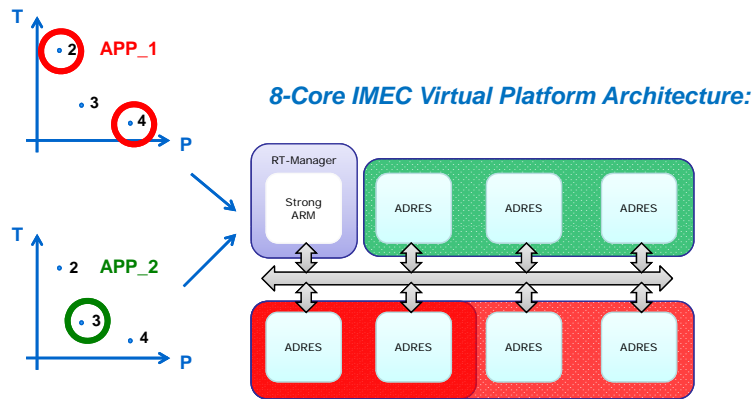 T
2
APP_1
3
4
P
8-Core IMEC Virtual Platform Architecture:
RT-Manager
Strong
ARM
ADRES
ADRES
ADRES
T
2
APP_2
3
4
P
ADRES
ADRES
ADRES
ADRES